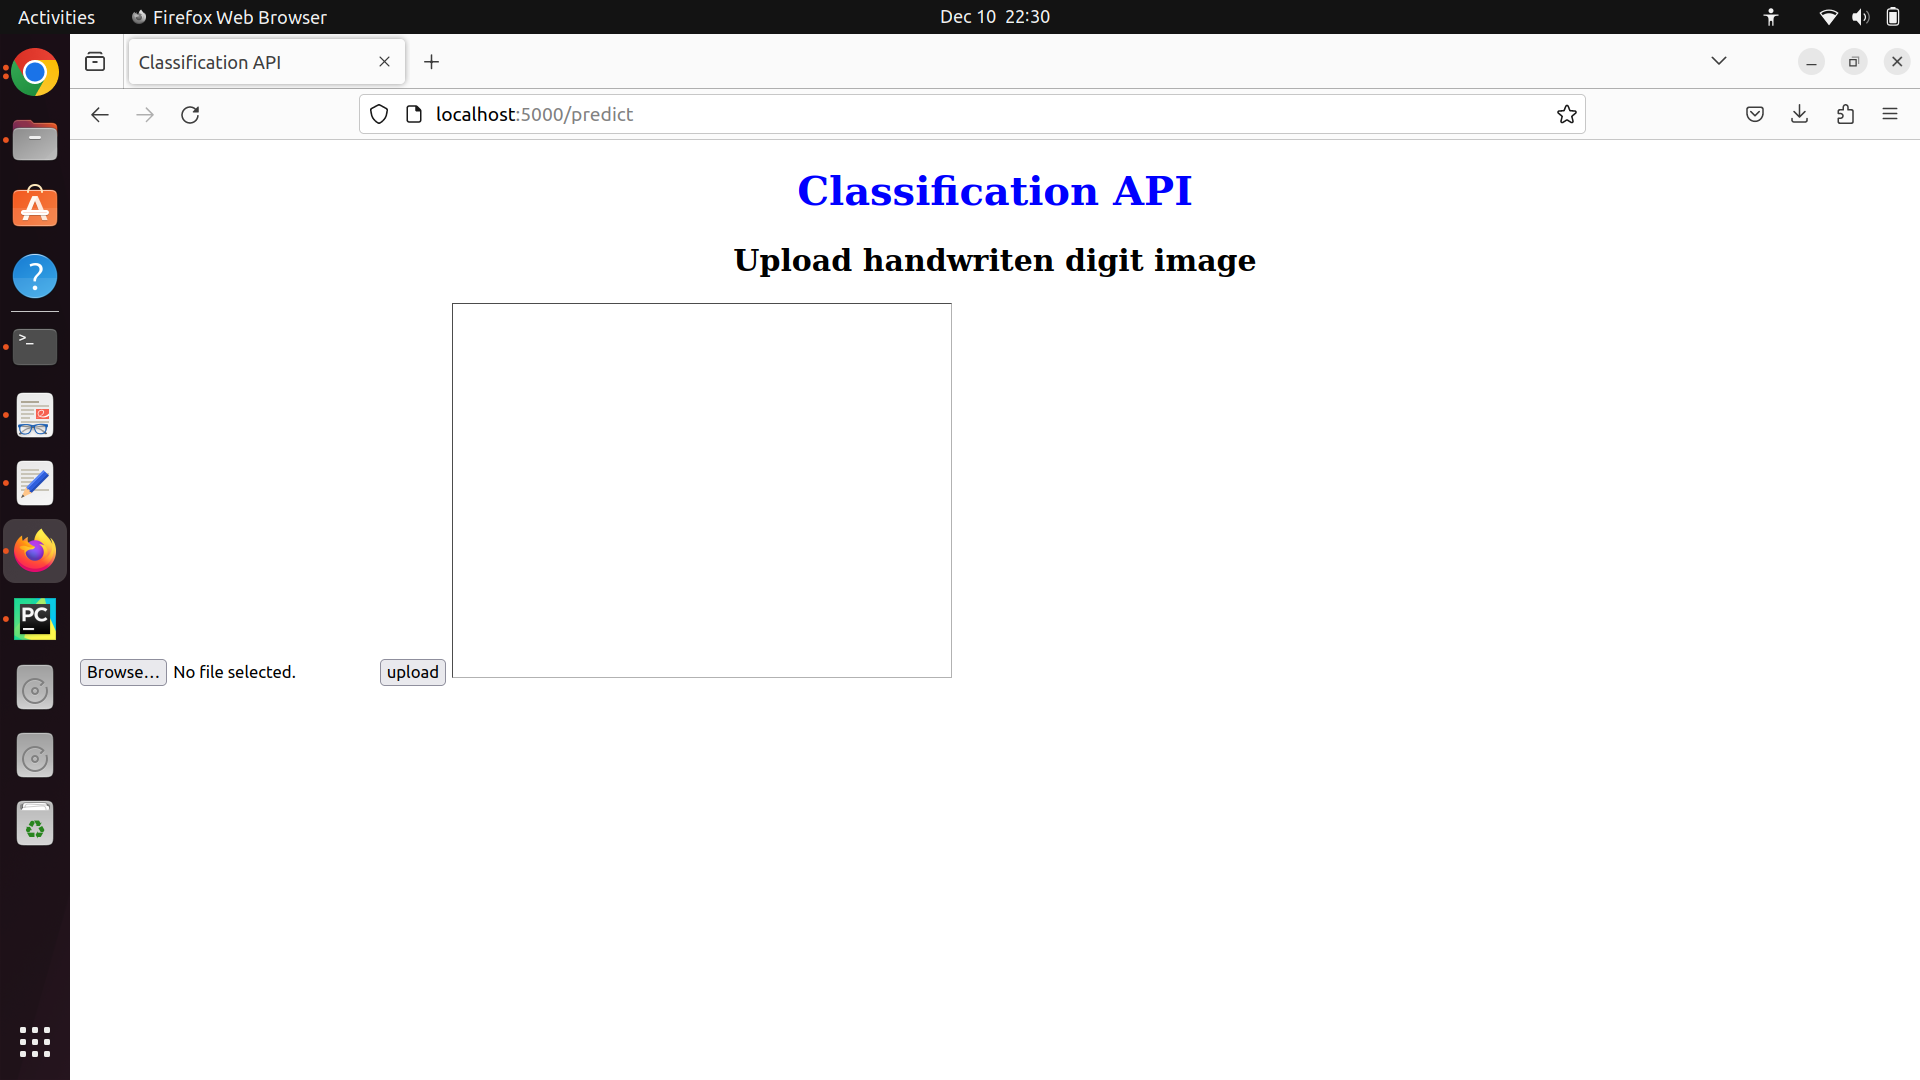 Activities Firefox Web Browser Dec 10 22:30
Classification API
localhost:5000/predict
Classification API
Upload handwriten digit image
Browse... No file selected. upload
>_
PC